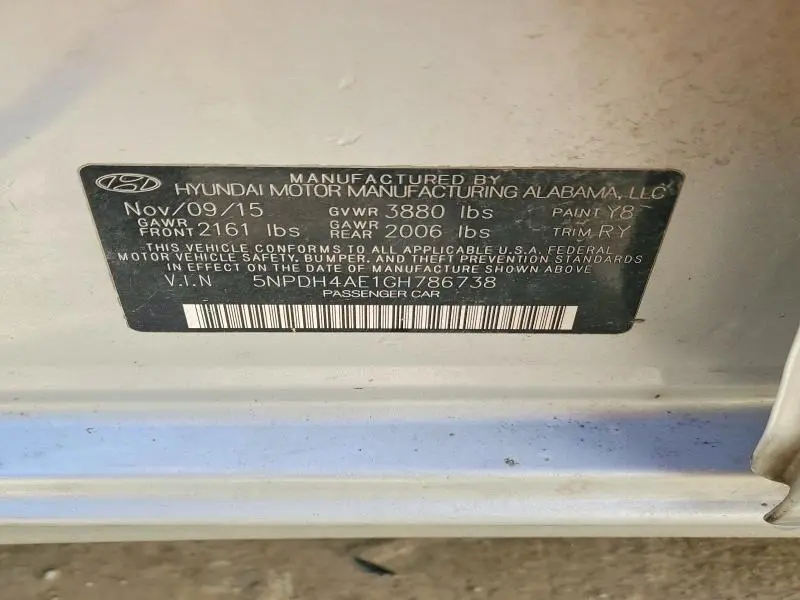 MANUFACTURED BY
HYUNDAI MOTOR MANUFACTURING ALABAMA, LLC
Nov/09/15 GVWR 3880 lbs PAINT Y8
GAWR FRONT 2161 lbs GAWR REAR 2006 lbs TRIM RY
THIS VEHICLE CONFORMS TO ALL APPLICABLE U.S.A. FEDERAL
MOTOR VEHICLE SAFETY, BUMPER, AND THEFT PREVENTION STANDARDS
IN EFFECT ON THE DATE OF MANUFACTURE SHOWN ABOVE
V.I.N 5NPDH4AE1GH786738
PASSENGER CAR